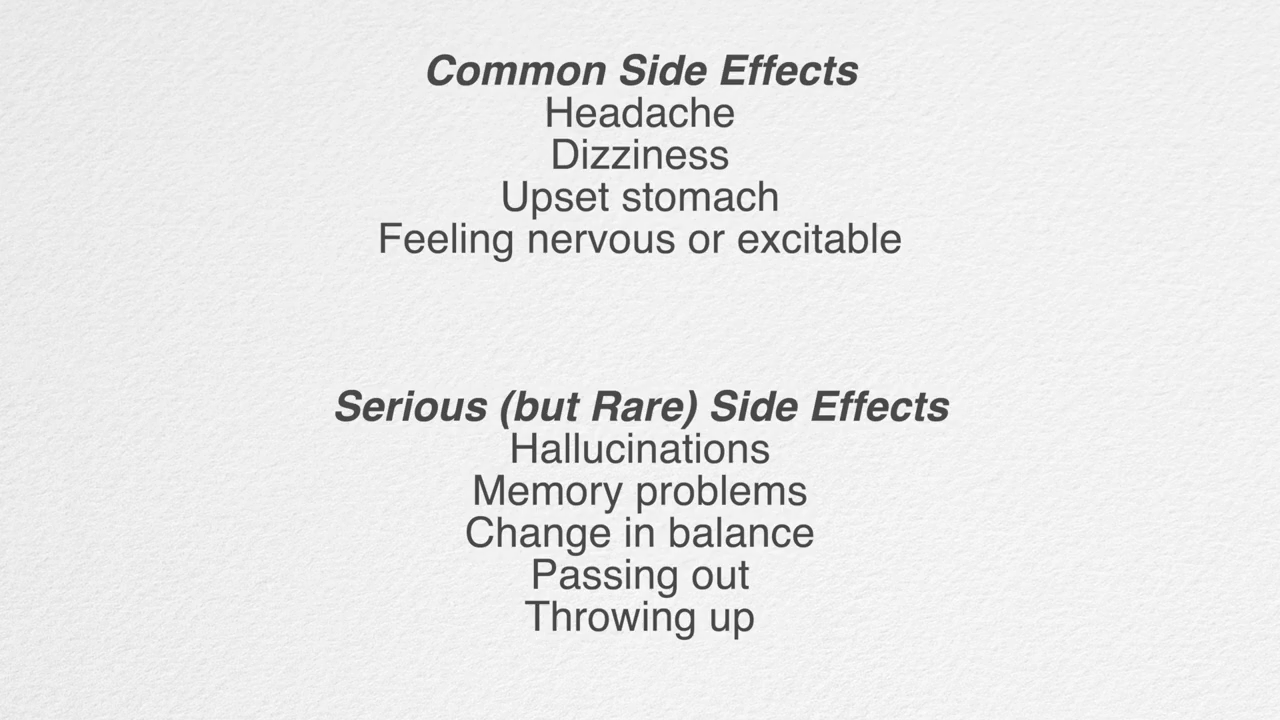 Common Side Effects
Headache
Dizziness
Upset stomach
Feeling nervous or excitable
Serious (but Rare) Side Effects
Hallucinations
Memory problems
Change in balance
Passing out
Throwing up